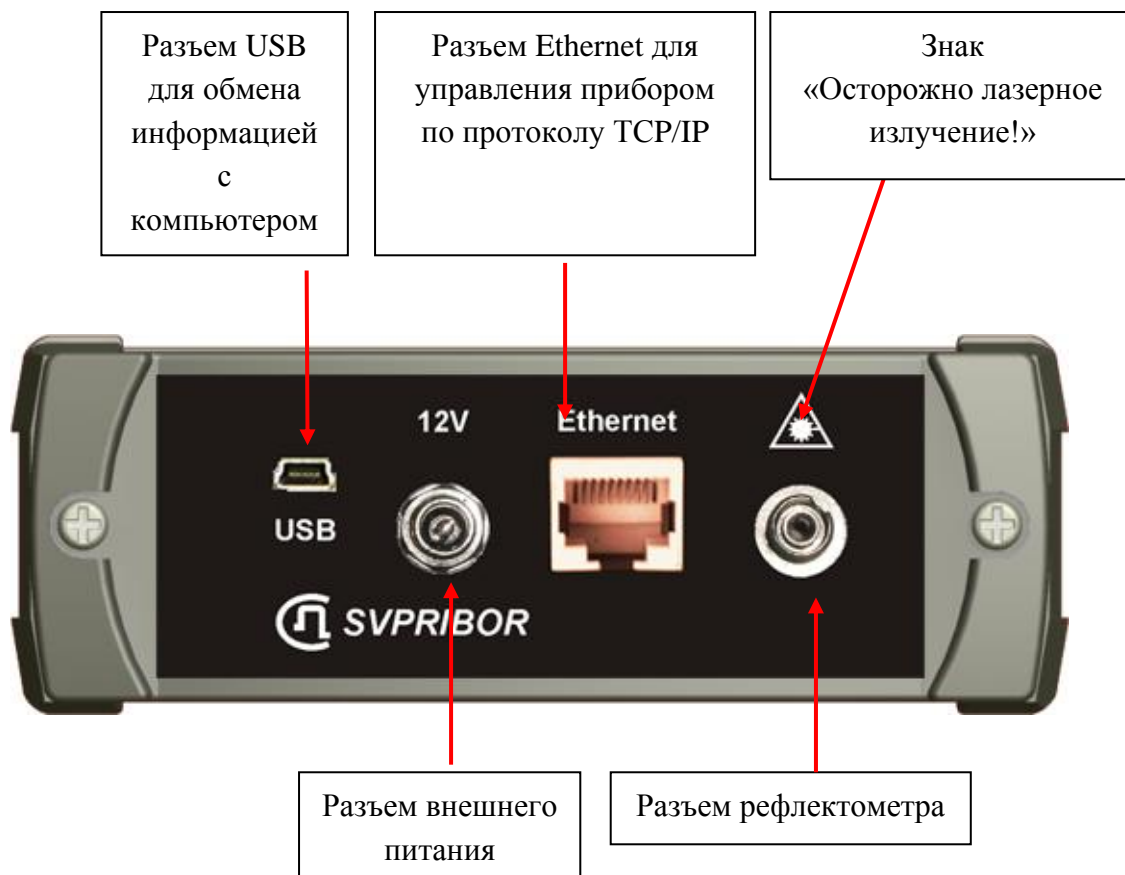 Разъем USB
для обмена
информацией
с
компьютером
Разъем Ethernet для
управления прибором
по протоколу TCP/IP
Знак
«Осторожно лазерное
излучение!»
12V
Ethernet
USB
SVPRIBOR
Разъем внешнего
питания
Разъем рефлектометра